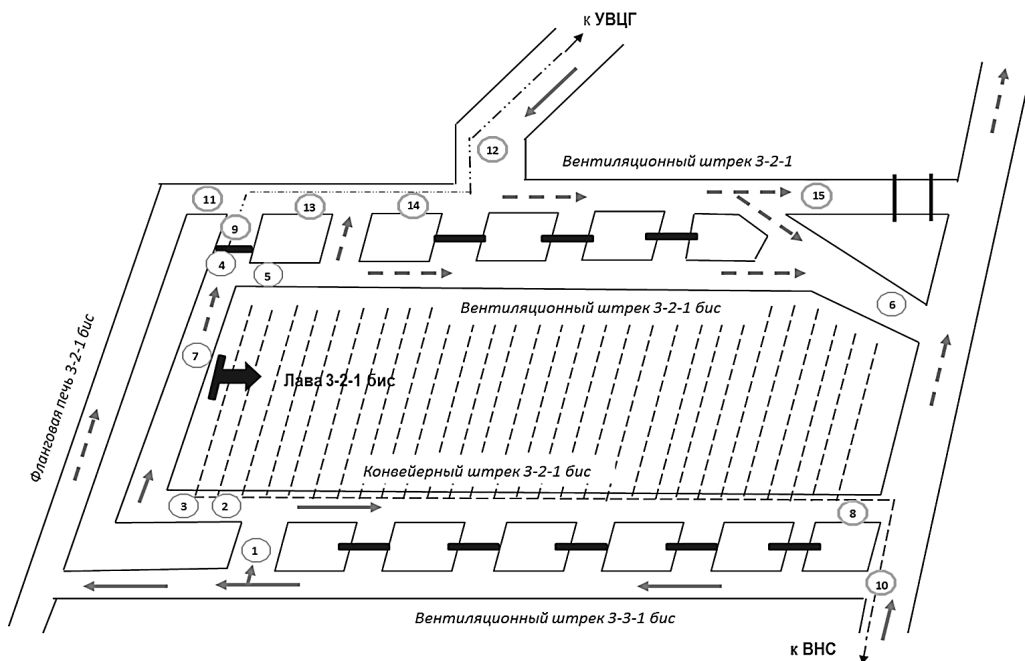 к УВЦГ
12
Вентиляционный штрек 3-2-1
11
13
14
15
9
4
5
6
Вентиляционный штрек 3-2-1 бис
7
Лава 3-2-1 бис
Фланговая печь 3-2-1 бис
Конвейерный штрек 3-2-1 бис
3
2
8
1
10
Вентиляционный штрек 3-3-1 бис
к ВНС